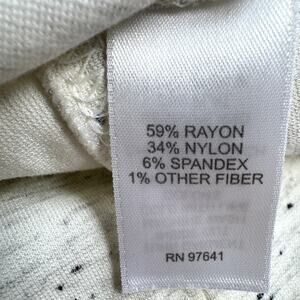 59% RAYON
34% NYLON
6% SPANDEX
1% OTHER FIBER
RN 97641